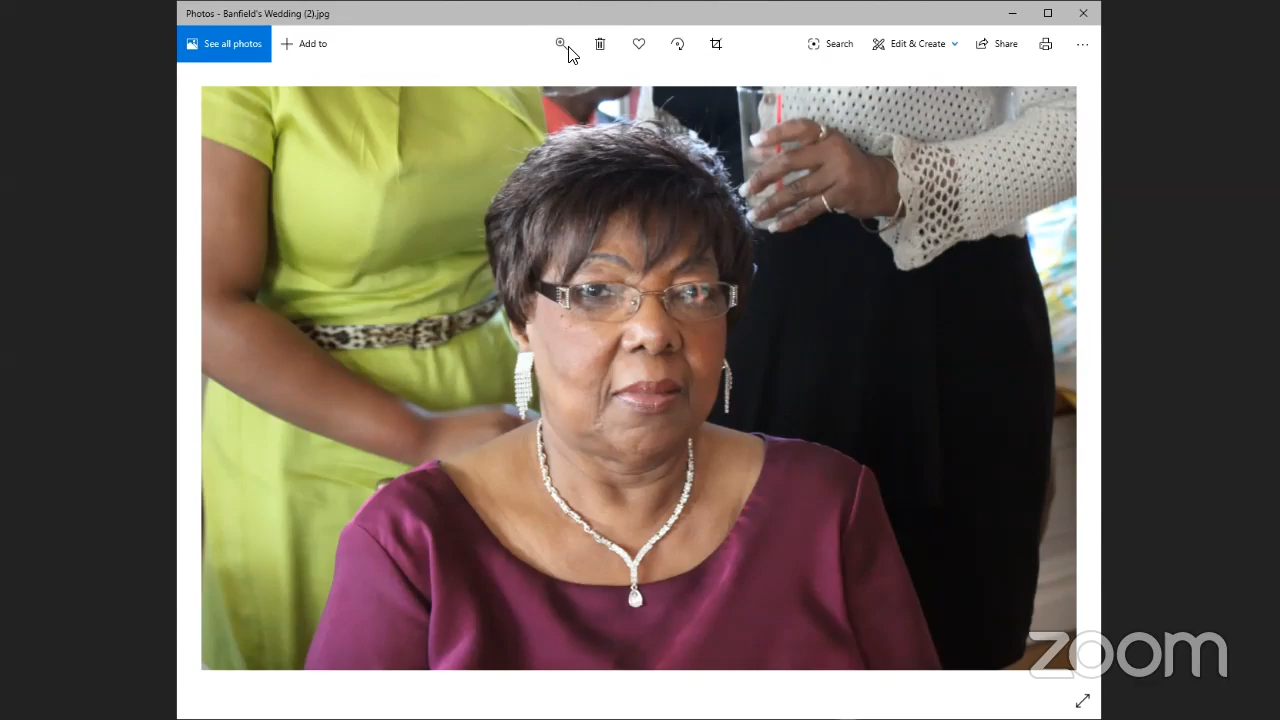 Photos - Banfield's Wedding (2).jpg
See all photos
Add to
Search
Edit & Create
Share
zoom